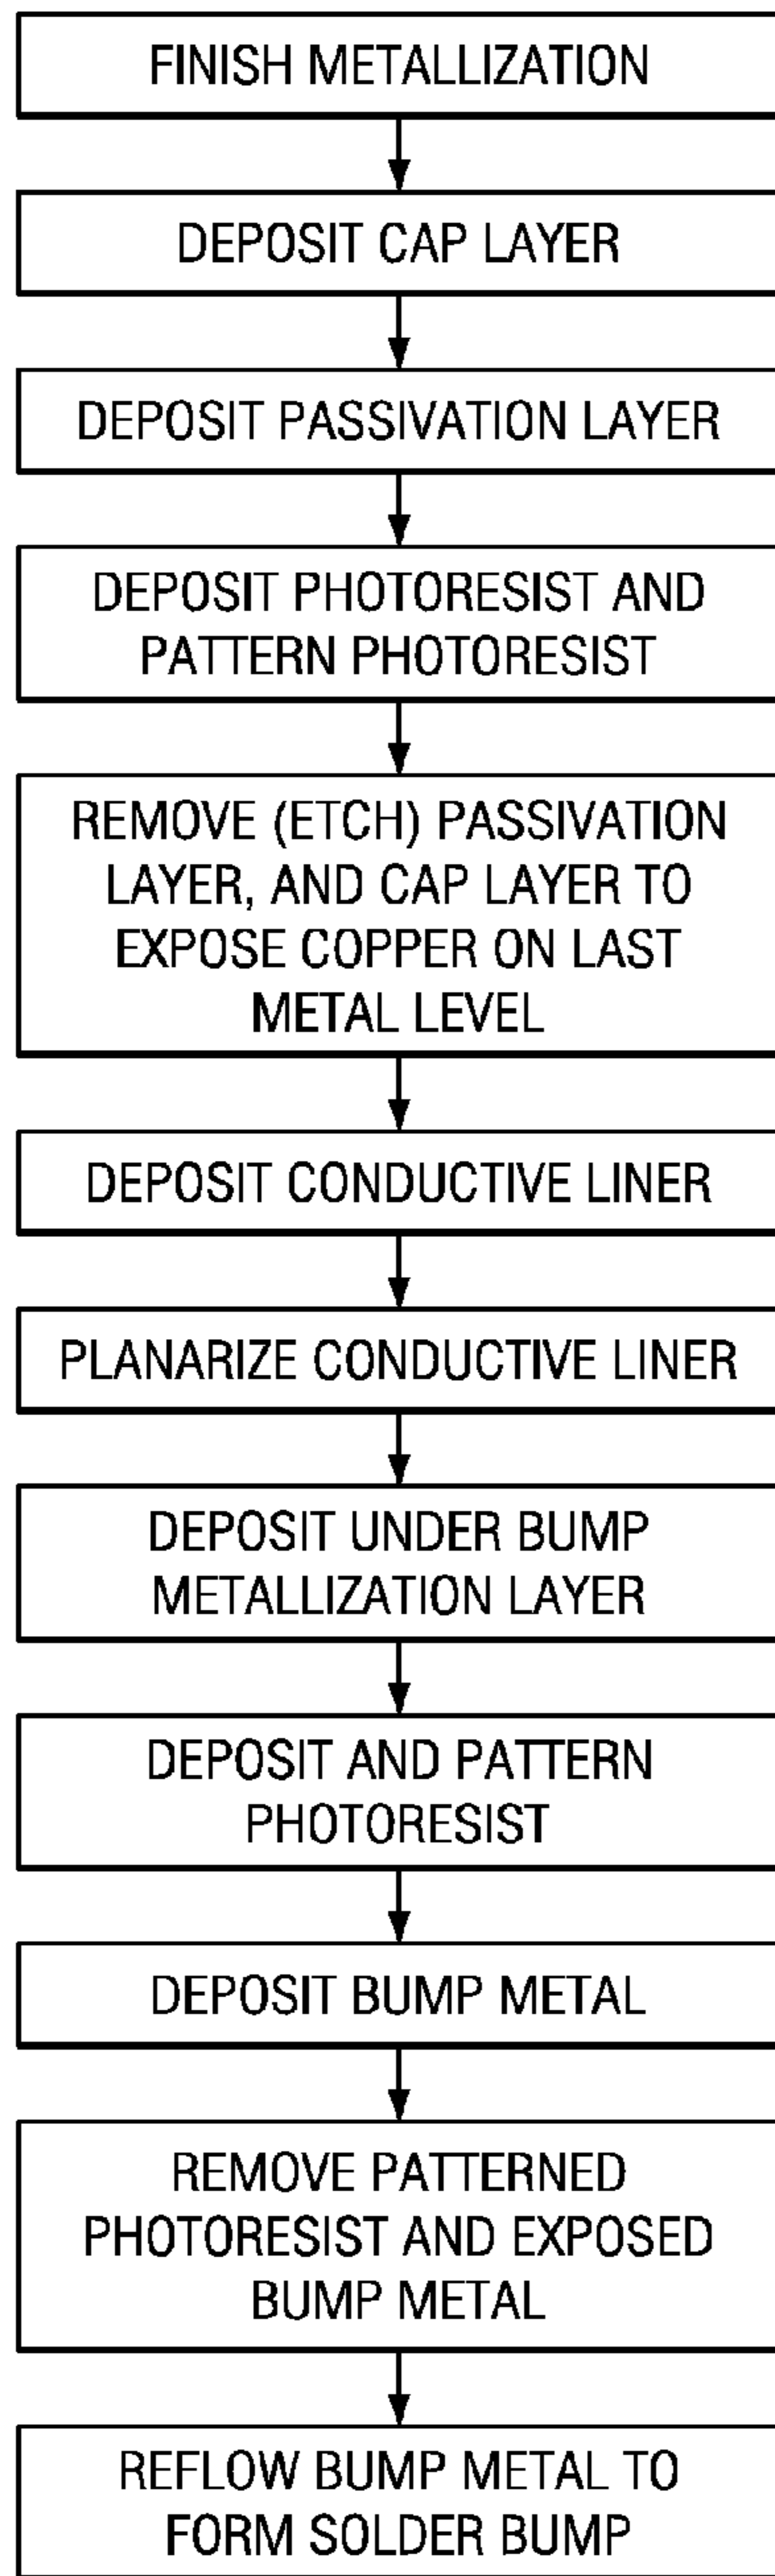 FINISH METALLIZATION
DEPOSIT CAP LAYER
DEPOSIT PASSIVATION LAYER
DEPOSIT PHOTORESIST AND
PATTERN PHOTORESIST
REMOVE (ETCH) PASSIVATION
LAYER, AND CAP LAYER TO
EXPOSE COPPER ON LAST
METAL LEVEL
DEPOSIT CONDUCTIVE LINER
PLANARIZE CONDUCTIVE LINER
DEPOSIT UNDER BUMP
METALLIZATION LAYER
DEPOSIT AND PATTERN
PHOTORESIST
DEPOSIT BUMP METAL
REMOVE PATTERNED
PHOTORESIST AND EXPOSED
BUMP METAL
REFLOW BUMP METAL TO
FORM SOLDER BUMP